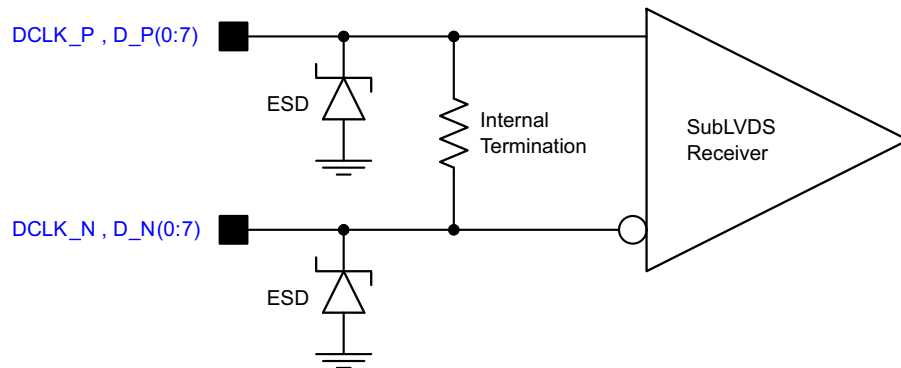 DCLK_P , D_P(0:7)
ESD
Internal
Termination
SubLVDS
Receiver
DCLK_N , D_N(0:7)
ESD